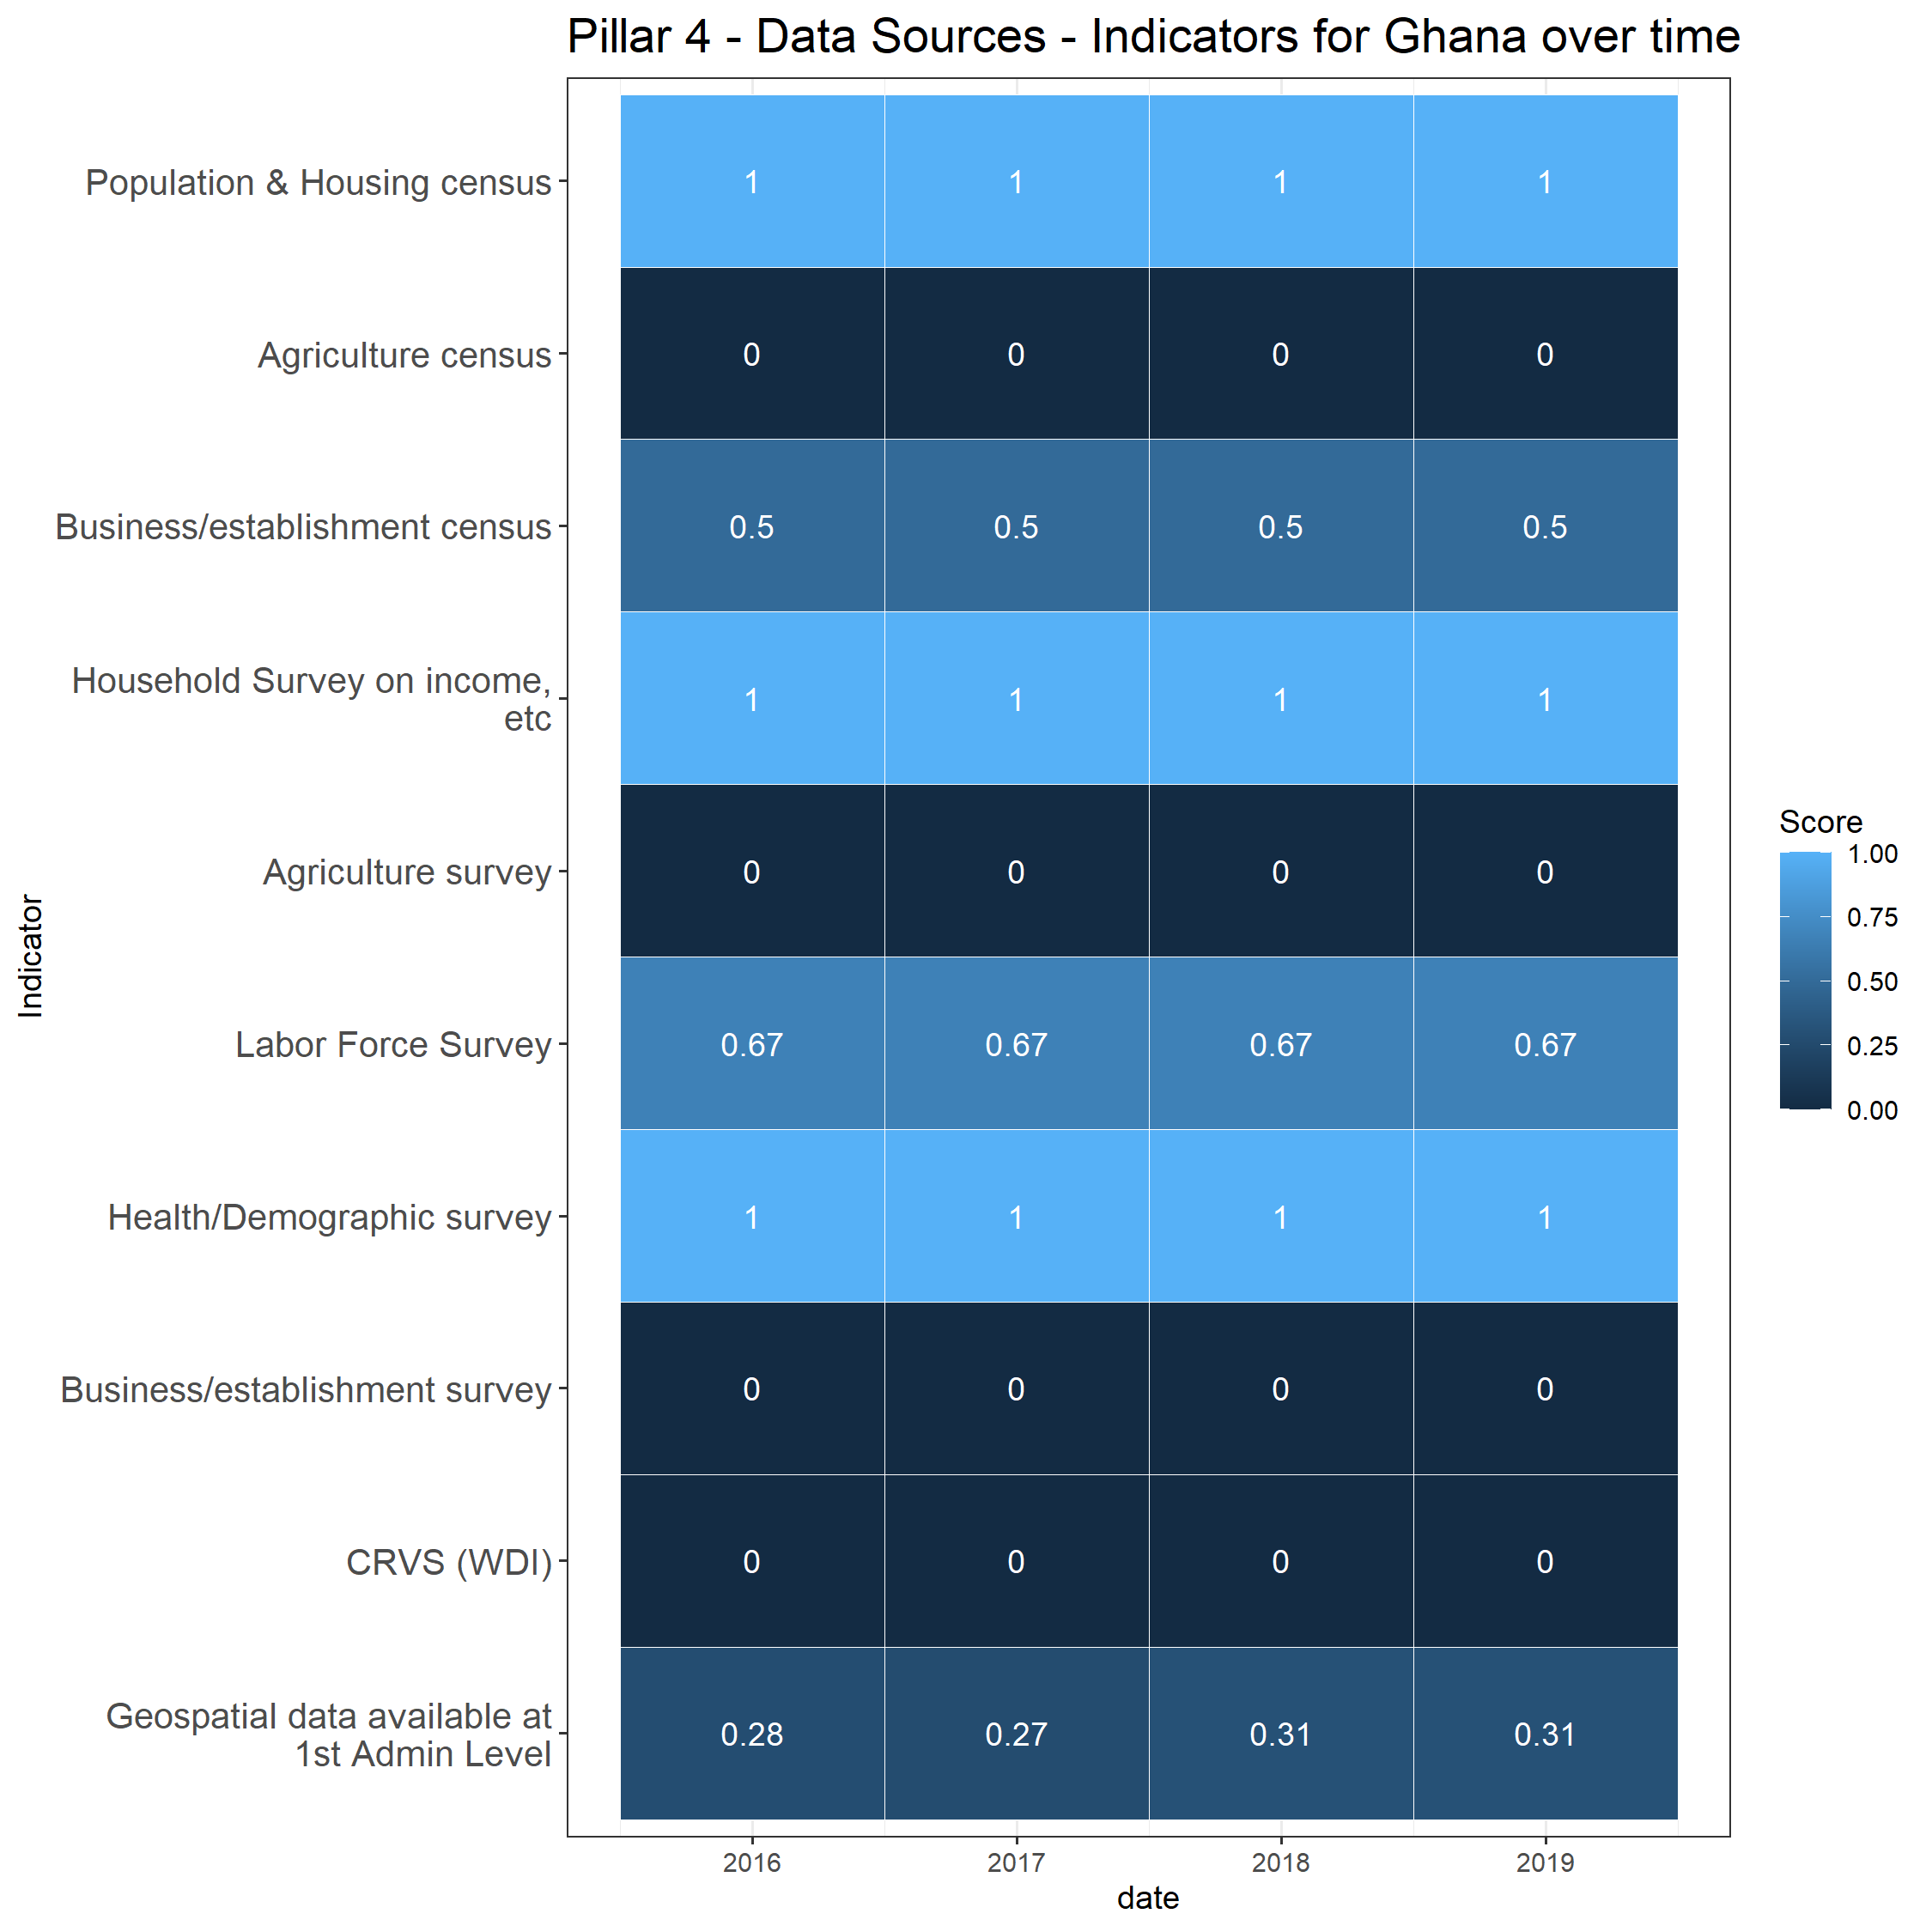 Pillar 4 - Data Sources - Indicators for Ghana over time
Indicator
Population & Housing census
1 1 1 1
Agriculture census
0 0 0 0
Business/establishment census
0.5 0.5 0.5 0.5
Household Survey on income,
etc
1 1 1 1
Agriculture survey
0 0 0 0
Labor Force Survey
0.67 0.67 0.67 0.67
Health/Demographic survey
1 1 1 1
Business/establishment survey
0 0 0 0
CRVS (WDI)
0 0 0 0
Geospatial data available at
1st Admin Level
0.28 0.27 0.31 0.31
2016 2017 2018 2019
date
Score
1.00
0.75
0.50
0.25
0.00